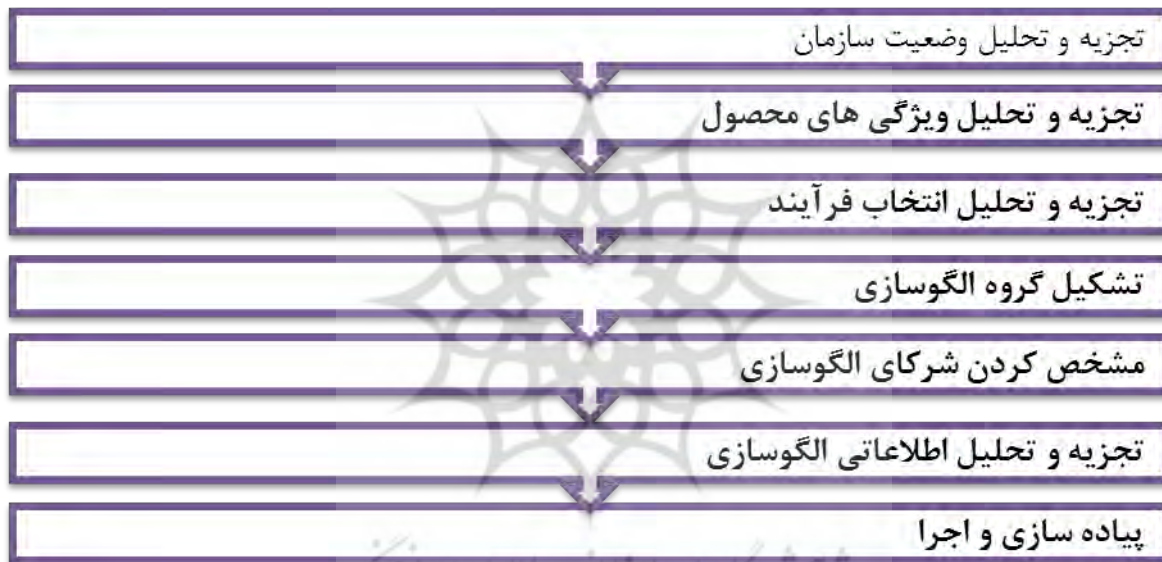 تجزیه و تحلیل وضعیت سازمان
تجزیه و تحلیل ویژگی های محصول
تجزیه و تحلیل انتخاب فرآیند
تشکیل گروه الگوسازی
مشخص کردن شرکای الگوسازی
تجزیه و تحلیل اطلاعاتی الگوسازی
پیاده سازی و اجرا